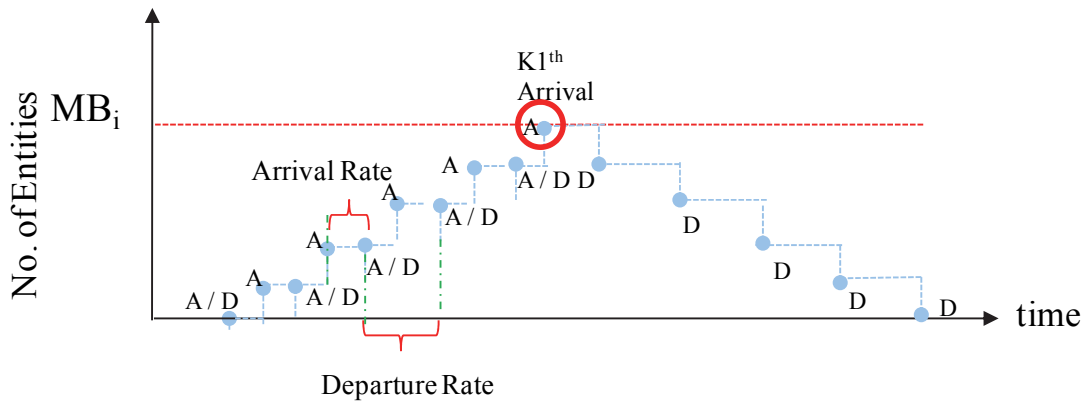 K1th
Arrival
MBi
No. of Entities
A
Arrival Rate
A
A / D D
A
A / D
D
A
A / D
D
A
A / D
D
A / D
D
D
time
Departure Rate